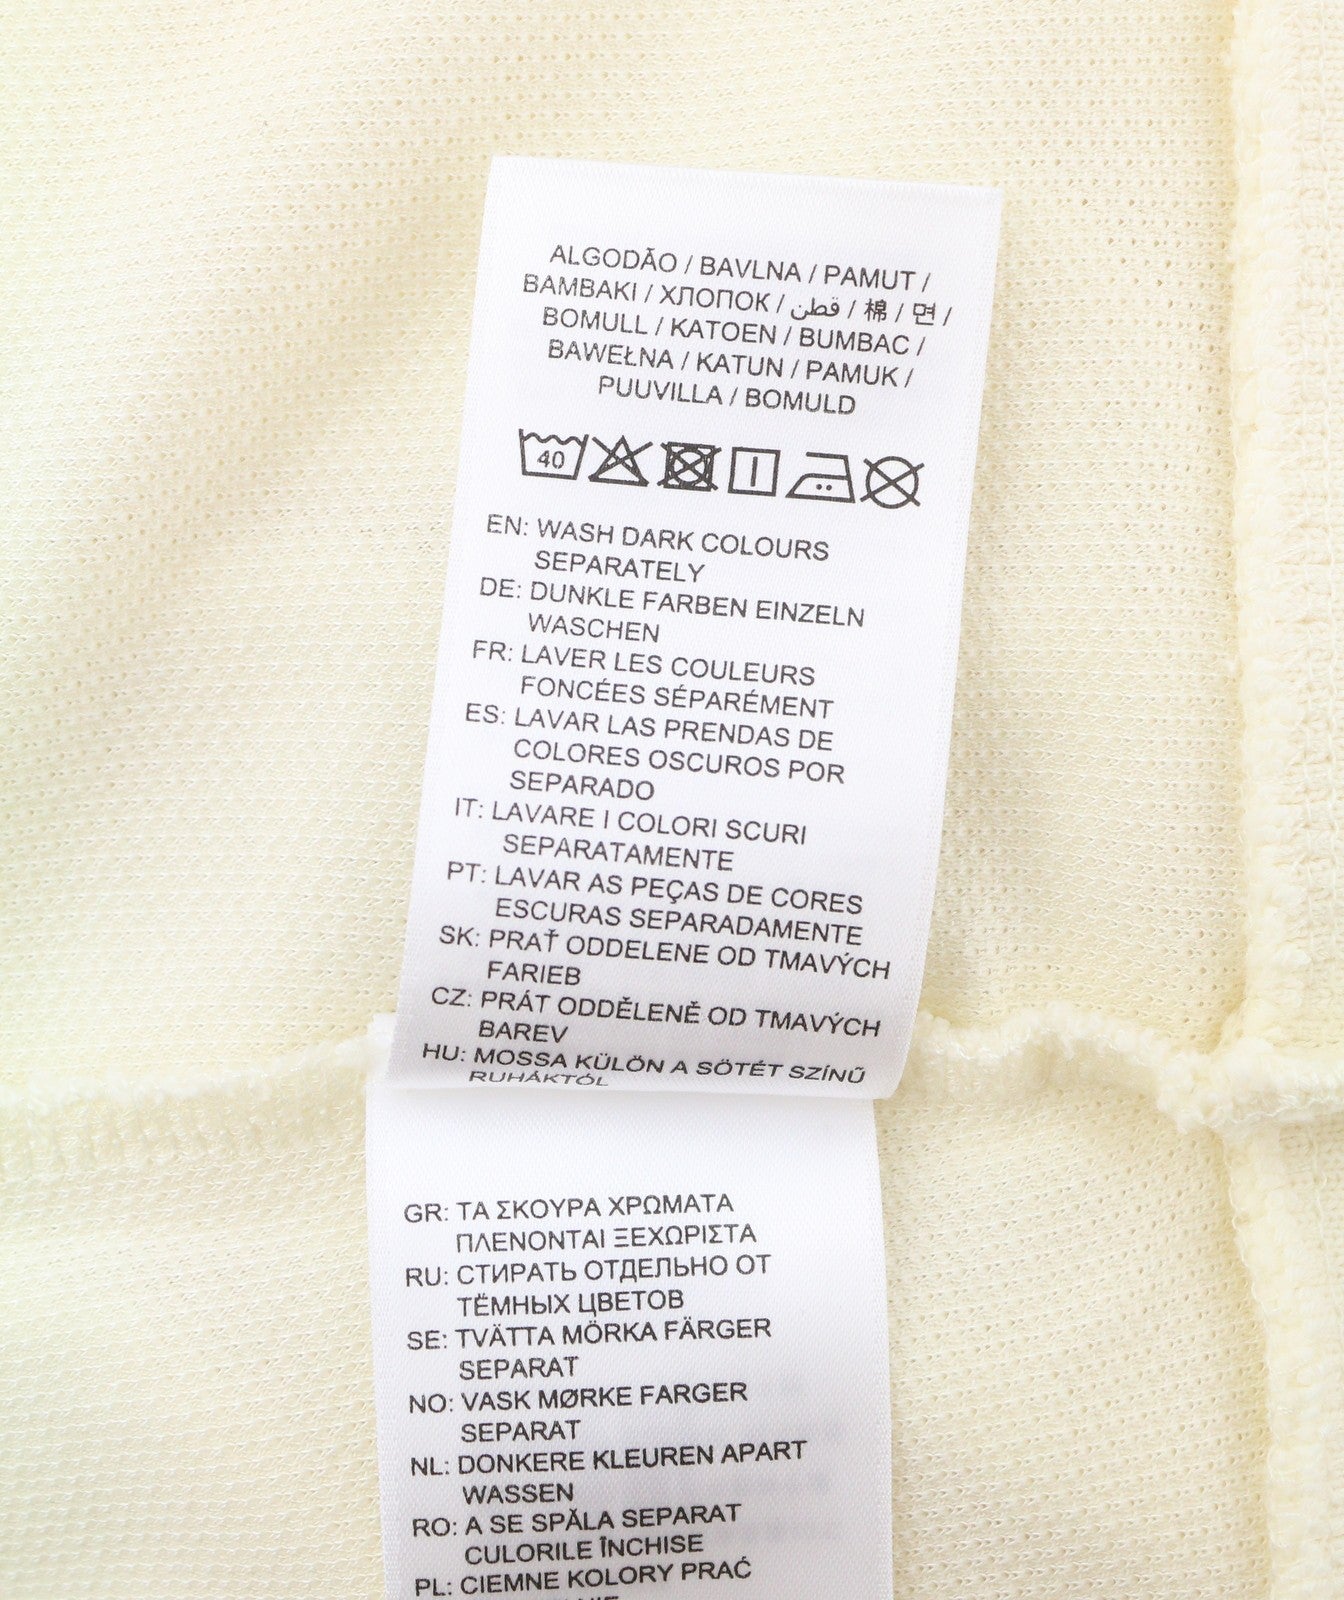 ALGODÃO / BAVLNA / PAMUT /
ΒΑΜΒΑΚΙ / ХЛОПОК / قطن / 棉 / 면 /
BOMULL / KATOEN / BUMBAC /
BAWEŁNA / KATUN / PAMUK /
PUUVILLA / BOMULD
40
EN: WASH DARK COLOURS
SEPARATELY
DE: DUNKLE FARBEN EINZELN
WASCHEN
FR: LAVER LES COULEURS
FONCÉES SÉPARÉMENT
ES: LAVAR LAS PRENDAS DE
COLORES OSCUROS POR
SEPARADO
IT: LAVARE I COLORI SCURI
SEPARATAMENTE
PT: LAVAR AS PEÇAS DE CORES
ESCURAS SEPARADAMENTE
SK: PRAŤ ODDELENE OD TMAVÝCH
FARIEB
CZ: PRÁT ODDĚLENĚ OD TMAVÝCH
BAREV
HU: MOSSA KÜLÖN A SÖTÉT SZÍNŰ
RUHÁKTÓL
GR: ΤΑ ΣΚΟΥΡΑ ΧΡΩΜΑΤΑ
ΠΛΕΝΟΝΤΑΙ ΞΕΧΩΡΙΣΤΑ
RU: СТИРАТЬ ОТДЕЛЬНО ОТ
ТЁМНЫХ ЦВЕТОВ
SE: TVÄTTA MÖRKA FÄRGER
SEPARAT
NO: VASK MØRKE FARGER
SEPARAT
NL: DONKERE KLEUREN APART
WASSEN
RO: A SE SPĂLA SEPARAT
CULORILE ÎNCHISE
PL: CIEMNE KOLORY PRAĆ